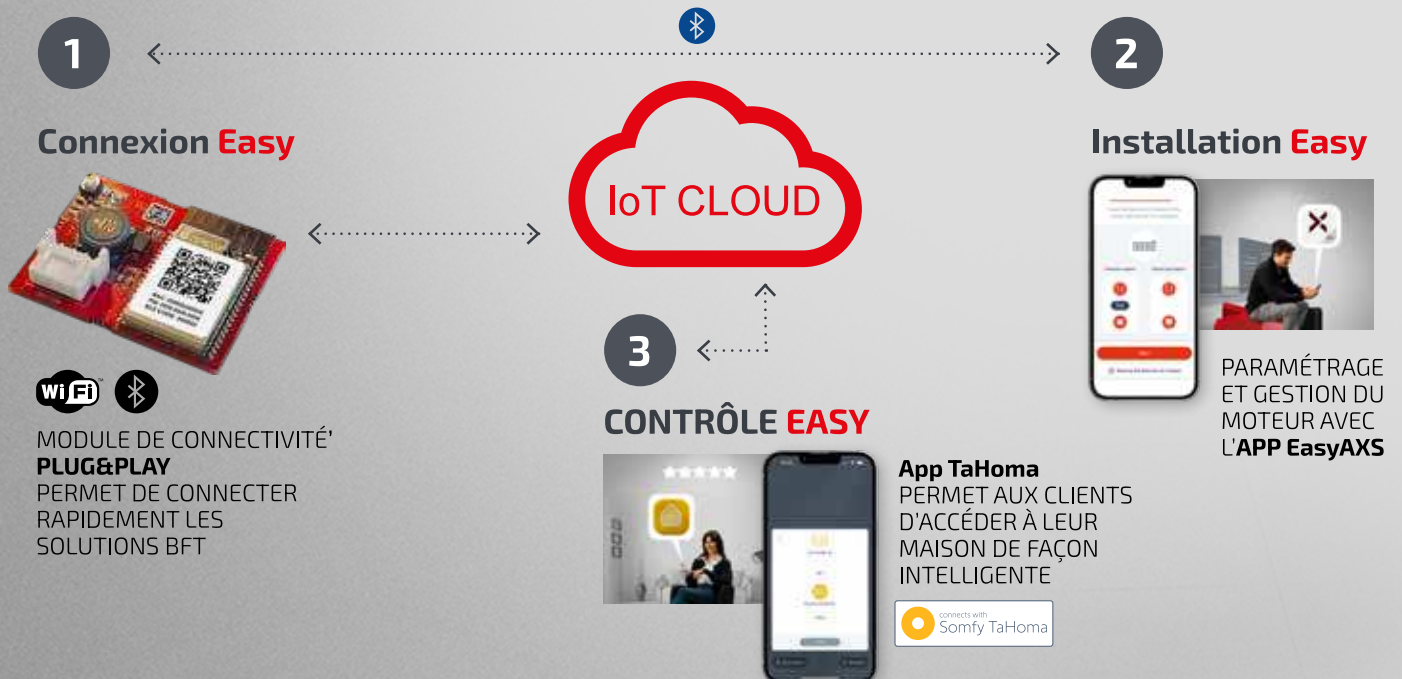 1
2
Connexion Easy
IoT CLOUD
Installation Easy
WiFi
MODULE DE CONNECTIVITÉ'
PLUG&PLAY
PERMET DE CONNECTER
RAPIDEMENT LES
SOLUTIONS BFT
PARAMÉTRAGE
ET GESTION DU
MOTEUR AVEC
L'APP EasyAXS
3
CONTRÔLE EASY
App TaHoma
PERMET AUX CLIENTS
D'ACCÉDER À LEUR
MAISON DE FAÇON
INTELLIGENTE
connects with
Somfy TaHoma